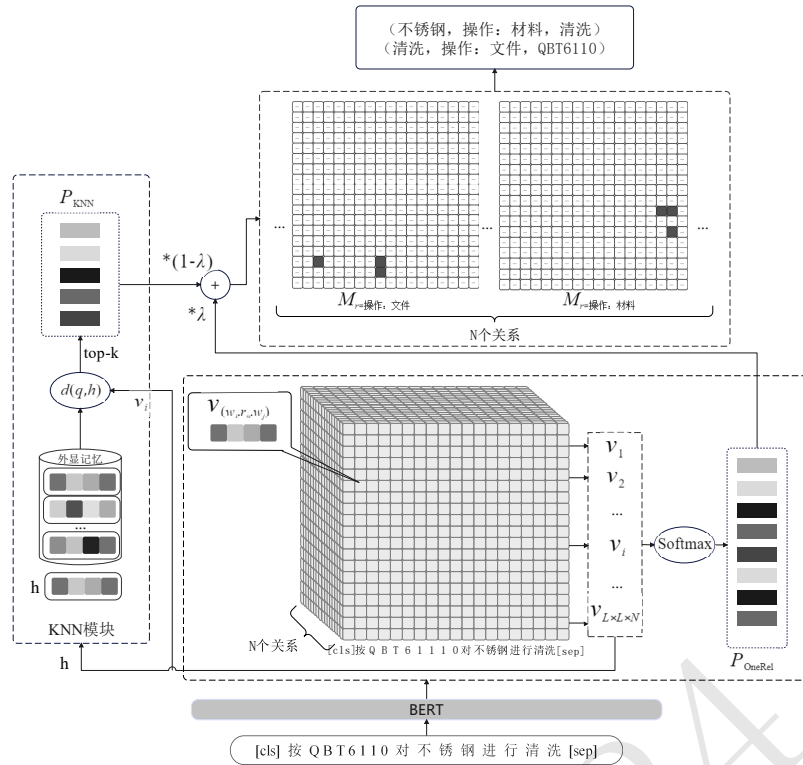 (不锈钢, 操作: 材料, 清洗)
(清洗, 操作: 文件, QBT6110)
P_KNN
*(1-λ)
+
*λ
...
...
...
M_r=操作: 文件
M_r=操作: 材料
N个关系
top-k
d(q,h)
v_i
外显记忆
...
h
KNN模块
h
v_(w_i,r_n,w_j)
v_1
v_2
...
v_i
...
v_L×L×N
Softmax
P_OneRel
N个关系
[cls]按QBT61110对不锈钢进行清洗[sep]
BERT
[cls] 按 QBT6110 对 不 锈 钢 进 行 清 洗 [sep]